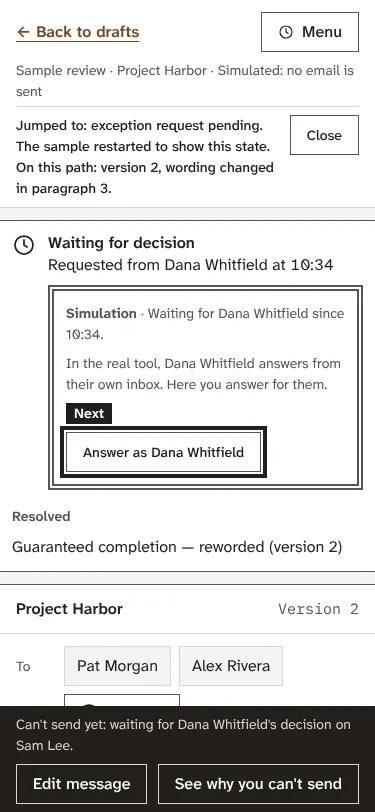 ← Back to drafts
Menu
Sample review · Project Harbor · Simulated: no email is
sent
Jumped to: exception request pending.
The sample restarted to show this state.
On this path: version 2, wording changed
in paragraph 3.
Close
Waiting for decision
Requested from Dana Whitfield at 10:34
Simulation · Waiting for Dana Whitfield since
10:34.
In the real tool, Dana Whitfield answers from
their own inbox. Here you answer for them.
Next
Answer as Dana Whitfield
Resolved
Guaranteed completion — reworded (version 2)
Project Harbor
Version 2
To
Pat Morgan
Alex Rivera
Can't send yet: waiting for Dana Whitfield's decision on
Sam Lee.
Edit message
See why you can't send